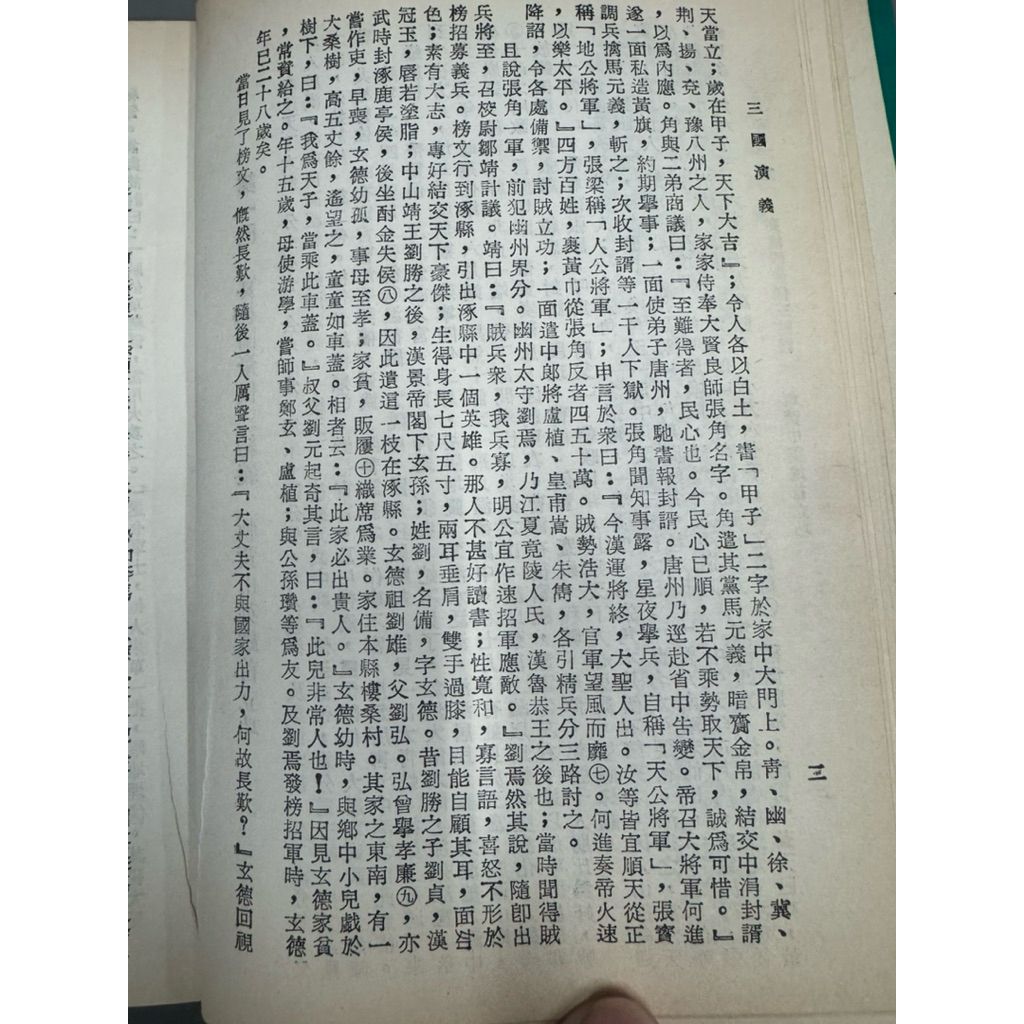 三國演義
二
天當立；歲在甲子，天下大吉』；令人各以白土，書「甲子」二字於家中大門上。青、幽、徐、冀、
荆、揚、兗、豫八州之人，家家侍奉大賢良師張角名字。角遣其黨馬元義，暗齎金帛，結交中涓封諝
，以爲內應。角與二弟商議曰：『至難得者，民心也。今民心已順，若不乘勢取天下，誠爲可惜。』
遂一面私造黃旗，約期擧事；一面使弟子唐州，馳書報封諝。唐州乃逕赴省中吿變。帝召大將軍何進
調兵擒馬元義，斬之；次收封諝等一干人下獄。張角聞知事露，星夜擧兵，自稱「天公將軍」，張寶
稱「地公將軍」，張梁稱「人公將軍」；申言於衆曰：『今漢運將終，大聖人出。汝等皆宜順天從正
，以樂太平。』四方百姓，裹黃巾從張角反者四五十萬。賊勢浩大，官軍望風而靡㊆。何進奏帝火速
降詔，令各處備禦，討賊立功；一面遣中郞將盧植、皇甫嵩、朱雋，各引精兵分三路討之。
且說張角一軍，前犯幽州界分。幽州太守劉焉，乃江夏竟陵人氏，漢魯恭王之後也；當時聞得賊
兵將至，召校尉鄒靖計議。靖曰：『賊兵衆，我兵寡，明公宜作速招軍應敵。』劉焉然其說，隨卽出
榜招募義兵。榜文行到涿縣，引出涿縣中一個英雄。那人不甚好讀書；性寬和，寡言語，喜怒不形於
色；素有大志，專好結交天下豪傑；生得身長七尺五寸，兩耳垂肩，雙手過膝，目能自顧其耳，面如
冠玉，唇若塗脂；中山靖王劉勝之後，漢景帝閣下玄孫；姓劉，名備，字玄德。昔劉勝之子劉貞，漢
武時封涿鹿亭侯，後坐酎金失侯㊇，因此遺這一枝在涿縣。玄德祖劉雄，父劉弘。弘曾擧孝廉㊈，亦
嘗作吏，早喪，玄德幼孤，事母至孝；家貧，販屨㊉織蓆爲業。家住本縣樓桑村。其家之東南，有一
大桑樹，高五丈餘，遙望之，童童如車蓋。相者云：『此家必出貴人。』玄德幼時，與鄉中小兒戲於
樹下，曰：『我爲天子，當乘此車蓋。』叔父劉元起奇其言，曰：『此兒非常人也！』因見玄德家貧
，常資給之。年十五歲，母使游學，嘗師事鄭玄、盧植；與公孫瓚等爲友。及劉焉發榜招軍時，玄德
年已二十八歲矣。
當日見了榜文，慨然長歎，隨後一人厲聲言曰：『大丈夫不與國家出力，何故長歎？』玄德回視